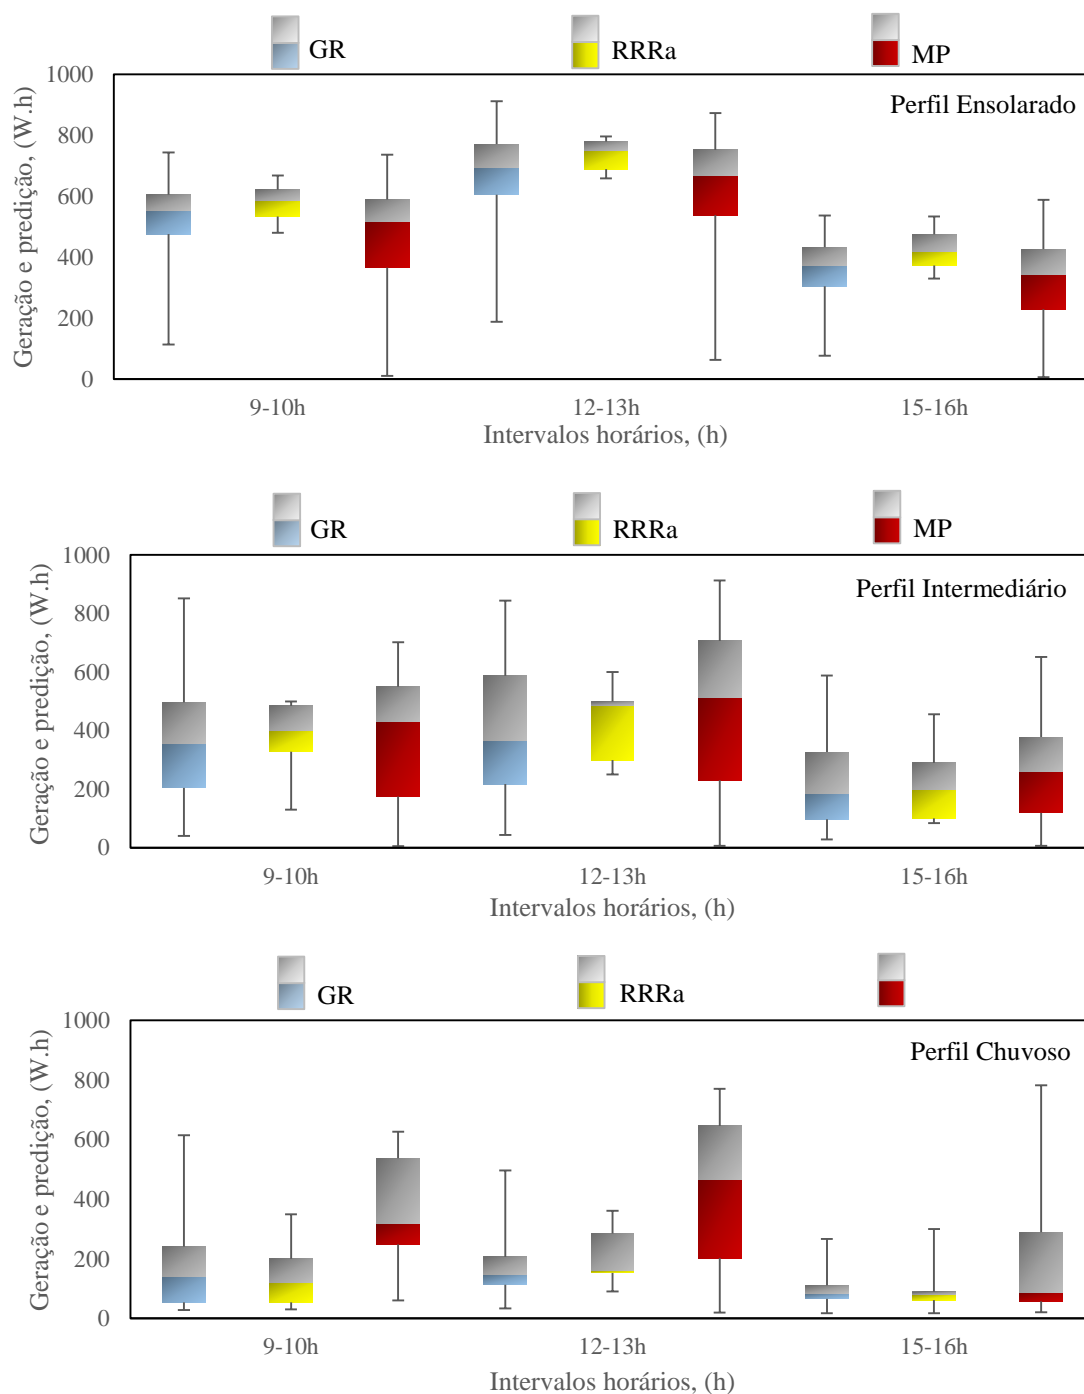 GR RRRa MP
Perfil Ensolarado
Geração e predição, (W.h)
1000
800
600
400
200
0
9-10h 12-13h 15-16h
Intervalos horários, (h)
GR RRRa MP
Perfil Intermediário
Geração e predição, (W.h)
1000
800
600
400
200
0
9-10h 12-13h 15-16h
Intervalos horários, (h)
GR RRRa
Perfil Chuvoso
Geração e predição, (W.h)
1000
800
600
400
200
0
9-10h 12-13h 15-16h
Intervalos horários, (h)